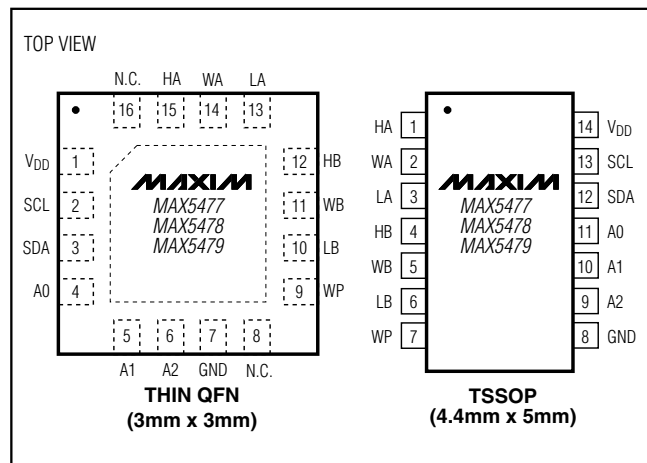 TOP VIEW
N.C. HA WA LA
16 15 14 13
VDD 1
SCL 2
SDA 3
A0 4
12 HB
11 WB
10 LB
9 WP
MAXIM
MAX5477
MAX5478
MAX5479
5 6 7 8
A1 A2 GND N.C.
THIN QFN
(3mm x 3mm)
HA 1
WA 2
LA 3
HB 4
WB 5
LB 6
WP 7
MAXIM
MAX5477
MAX5478
MAX5479
14 VDD
13 SCL
12 SDA
11 A0
10 A1
9 A2
8 GND
TSSOP
(4.4mm x 5mm)